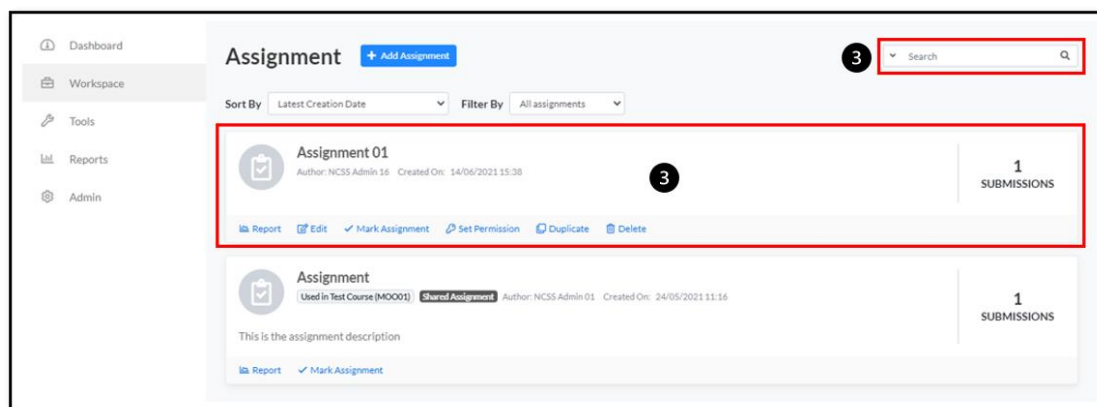 Dashboard
Workspace
Tools
Reports
Admin
Assignment
+ Add Assignment
3
Search
Sort By Latest Creation Date Filter By All assignments
Assignment 01
Author: NCSS Admin 16 Created On: 14/06/2021 15:38
3
1
SUBMISSIONS
Report Edit Mark Assignment Set Permission Duplicate Delete
Assignment
Used in Test Course (MOO01) Shared Assignment Author: NCSS Admin 01 Created On: 24/05/2021 11:16
1
SUBMISSIONS
This is the assignment description
Report Mark Assignment